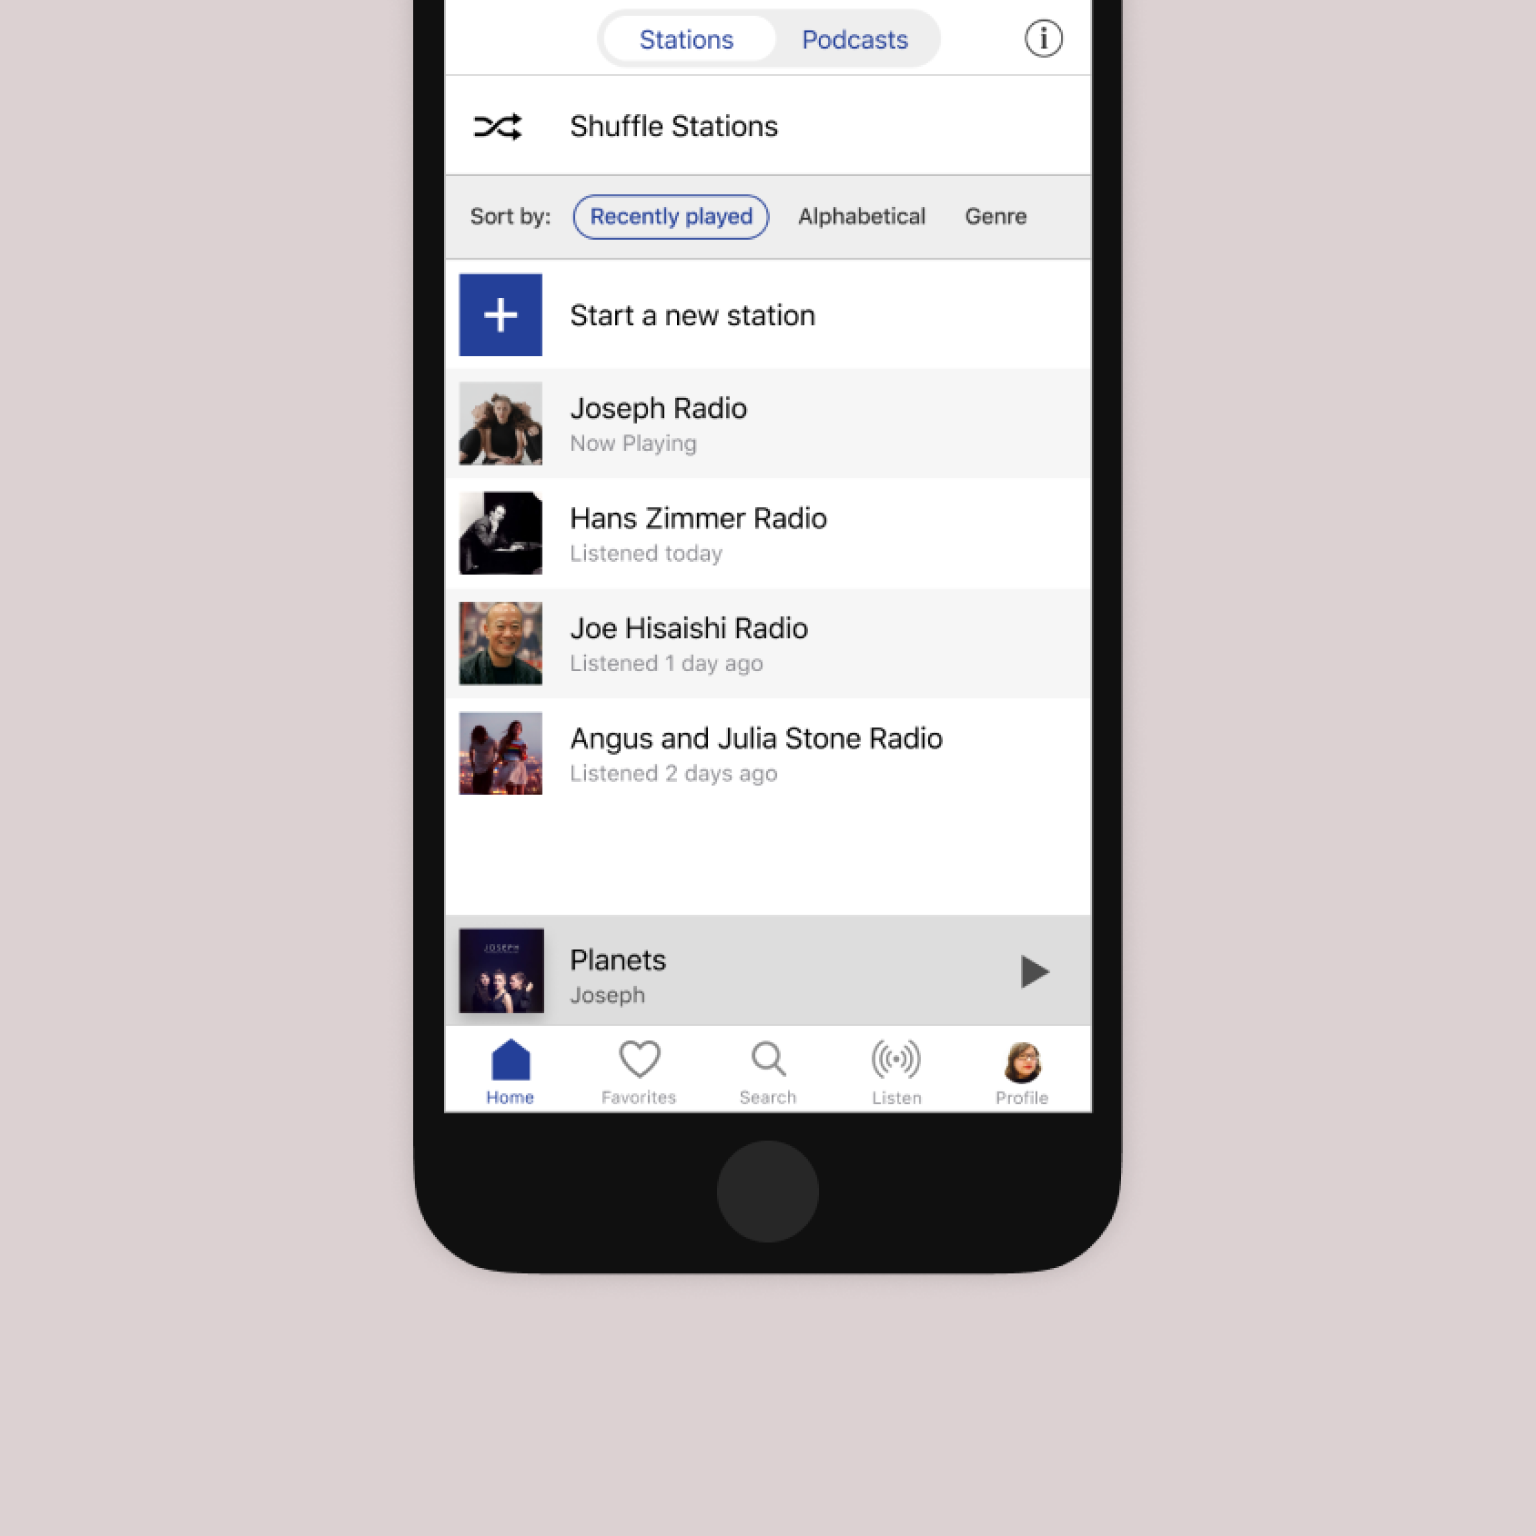 Stations Podcasts
Shuffle Stations
Sort by: Recently played Alphabetical Genre
Start a new station
Joseph Radio
Now Playing
Hans Zimmer Radio
Listened today
Joe Hisaishi Radio
Listened 1 day ago
Angus and Julia Stone Radio
Listened 2 days ago
JOSEPH
Planets
Joseph
Home Favorites Search Listen Profile